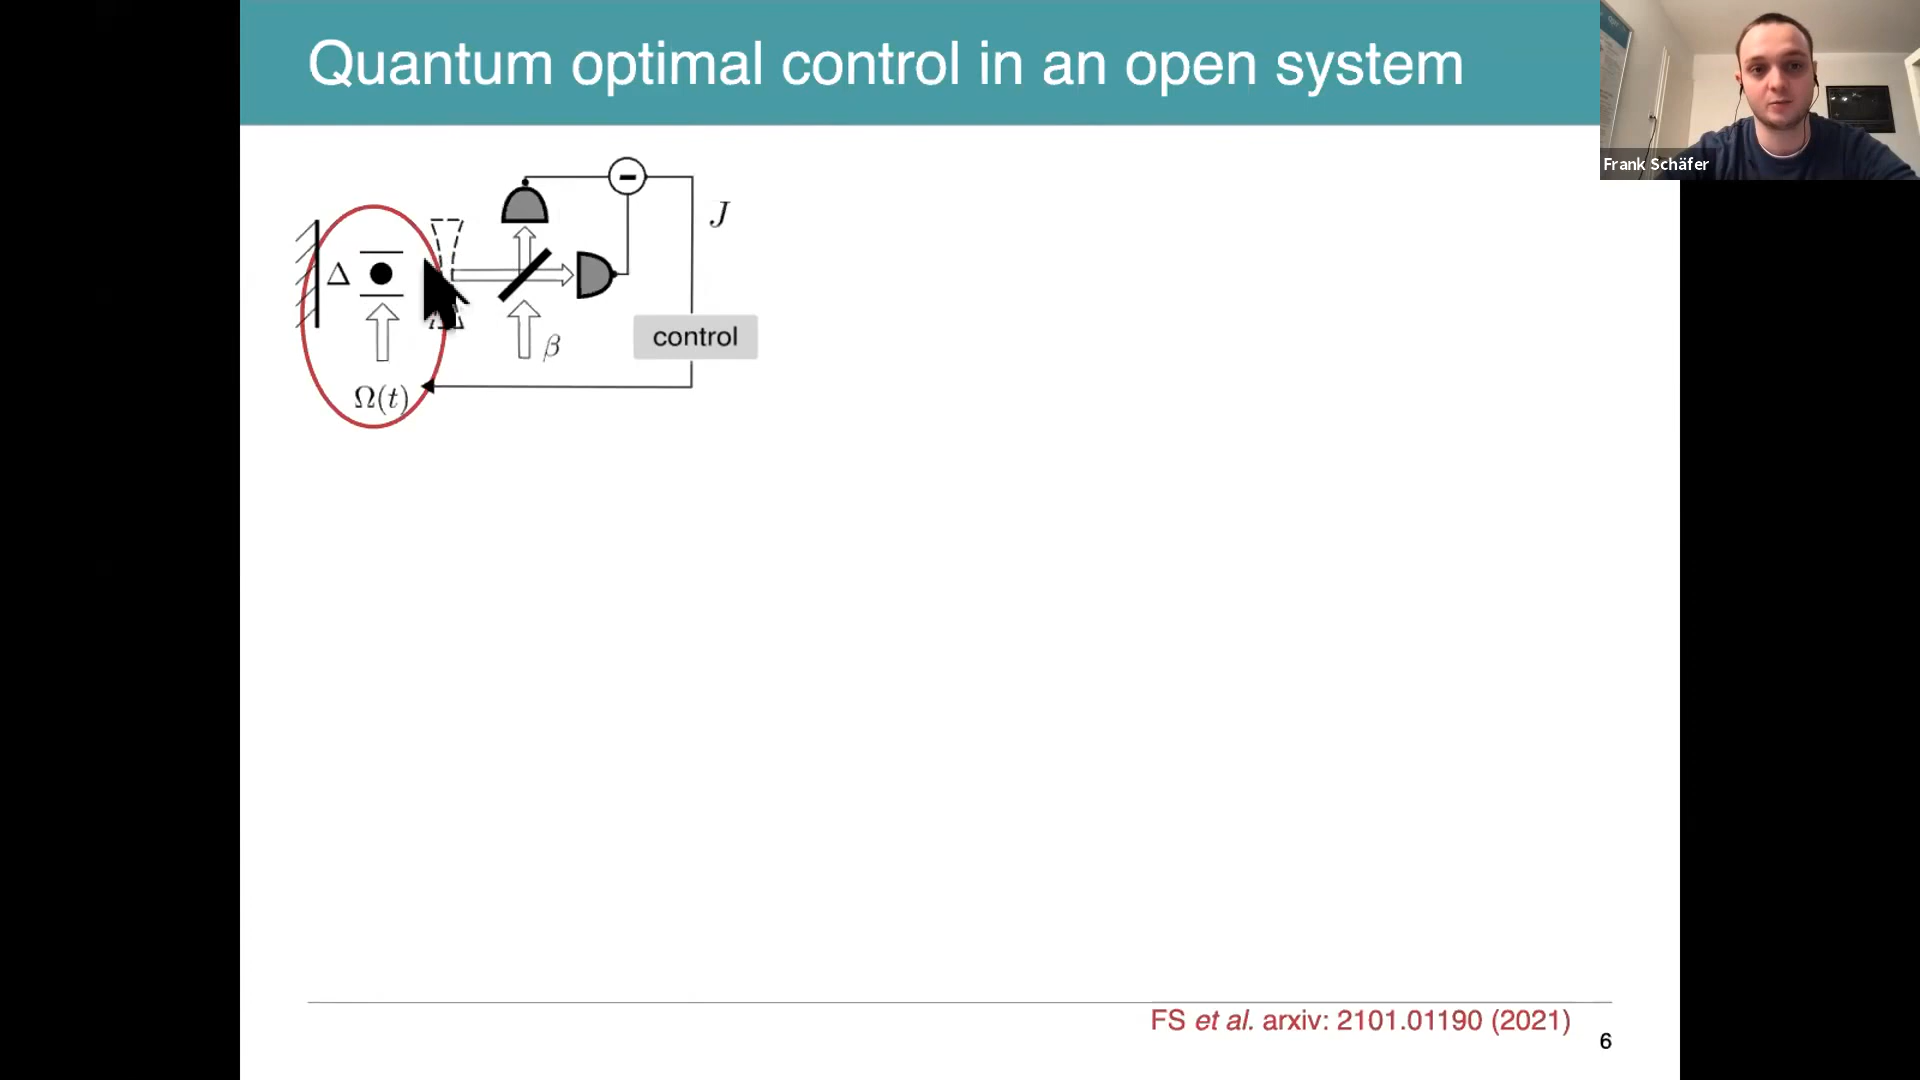 Quantum optimal control in an open system
Frank Schäfer
J
Δ
β
control
Ω(t)
FS et al. arxiv: 2101.01190 (2021)
6